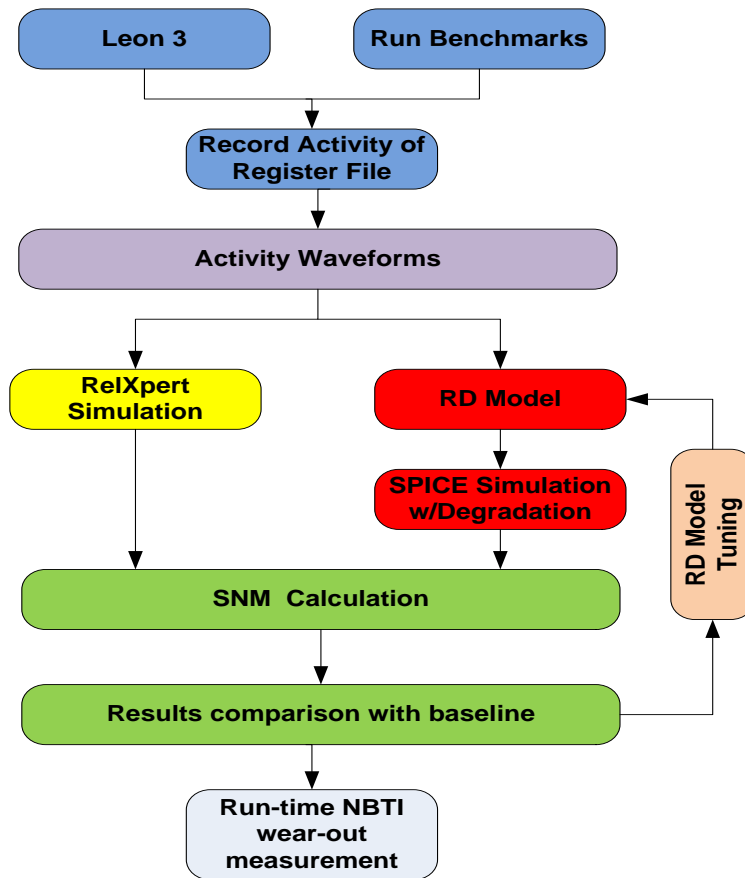 Leon 3
Run Benchmarks
Record Activity of
Register File
Activity Waveforms
RelXpert
Simulation
RD Model
SPICE Simulation
w/Degradation
RD Model
Tuning
SNM Calculation
Results comparison with baseline
Run-time NBTI
wear-out
measurement